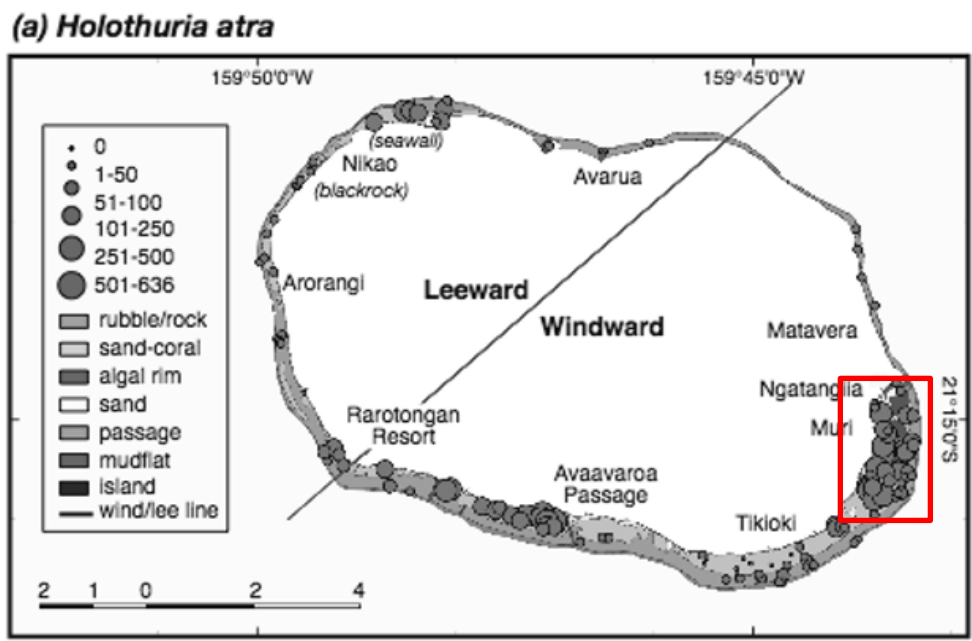 (a) Holothuria atra
159°50'0"W
159°45'0"W
0
1-50
51-100
101-250
251-500
501-636
rubble/rock
sand-coral
algal rim
sand
passage
mudflat
island
wind/lee line
(seawall)
Nikao
(blackrock)
Avarua
Arorangi
Leeward
Windward
Matavera
Ngatangiia
Muri
21°15'0"S
Rarotongan
Resort
Avaavaroa
Passage
Tikioki
2 1 0 2 4